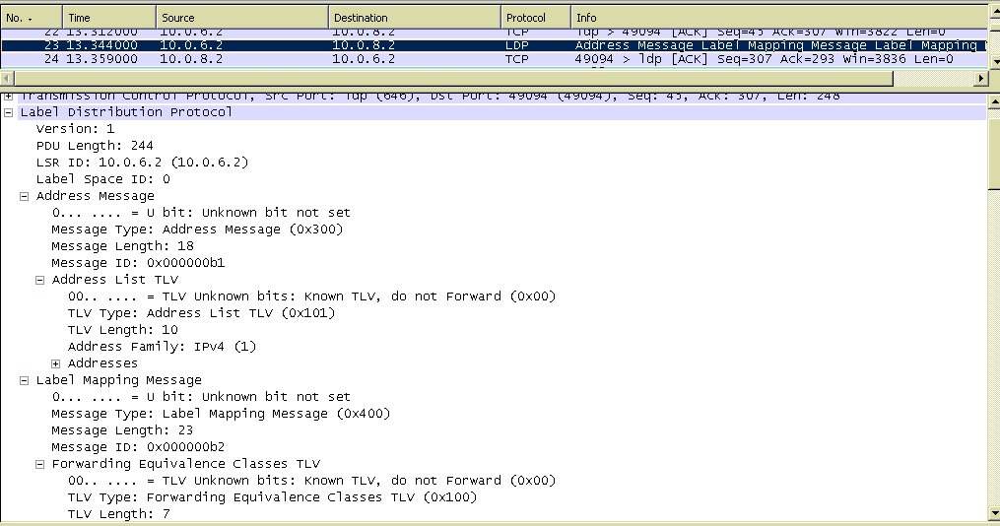 No. Time Source Destination Protocol Info
22 13.312000 10.0.6.2 10.0.8.2 TCP ldp > 49094 [ACK] Seq=45 Ack=307 Win=3822 Len=0
23 13.344000 10.0.6.2 10.0.8.2 LDP Address Message Label Mapping Message Label Mapping
24 13.359000 10.0.8.2 10.0.6.2 TCP 49094 > ldp [ACK] Seq=307 Ack=293 Win=3836 Len=0
Transmission Control Protocol, Src Port: ldp (646), Dst Port: 49094 (49094), Seq: 45, Ack: 307, Len: 248
Label Distribution Protocol
Version: 1
PDU Length: 244
LSR ID: 10.0.6.2 (10.0.6.2)
Label Space ID: 0
Address Message
0... .... = U bit: Unknown bit not set
Message Type: Address Message (0x300)
Message Length: 18
Message ID: 0x000000b1
Address List TLV
00.. .... = TLV Unknown bits: Known TLV, do not Forward (0x00)
TLV Type: Address List TLV (0x101)
TLV Length: 10
Address Family: IPv4 (1)
Addresses
Label Mapping Message
0... .... = U bit: Unknown bit not set
Message Type: Label Mapping Message (0x400)
Message Length: 23
Message ID: 0x000000b2
Forwarding Equivalence Classes TLV
00.. .... = TLV Unknown bits: Known TLV, do not Forward (0x00)
TLV Type: Forwarding Equivalence Classes TLV (0x100)
TLV Length: 7